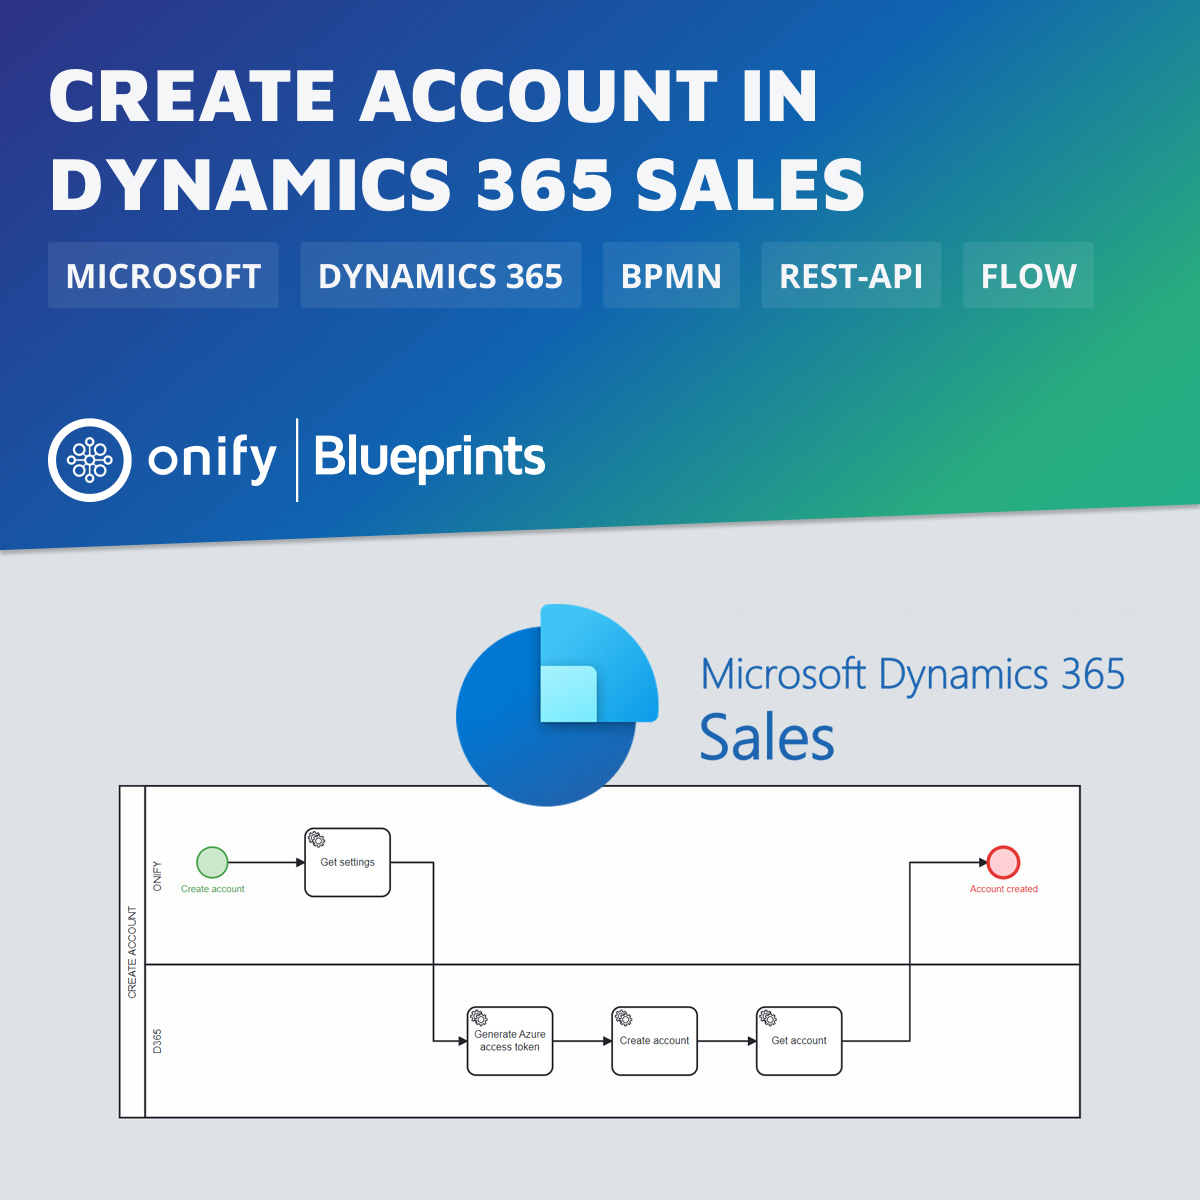 CREATE ACCOUNT IN
DYNAMICS 365 SALES
MICROSOFT DYNAMICS 365 BPMN REST-API FLOW
onify Blueprints
Microsoft Dynamics 365
Sales
CREATE ACCOUNT
ONIFY
Create account
Get settings
Account created
D365
Generate Azure
access token
Create account
Get account